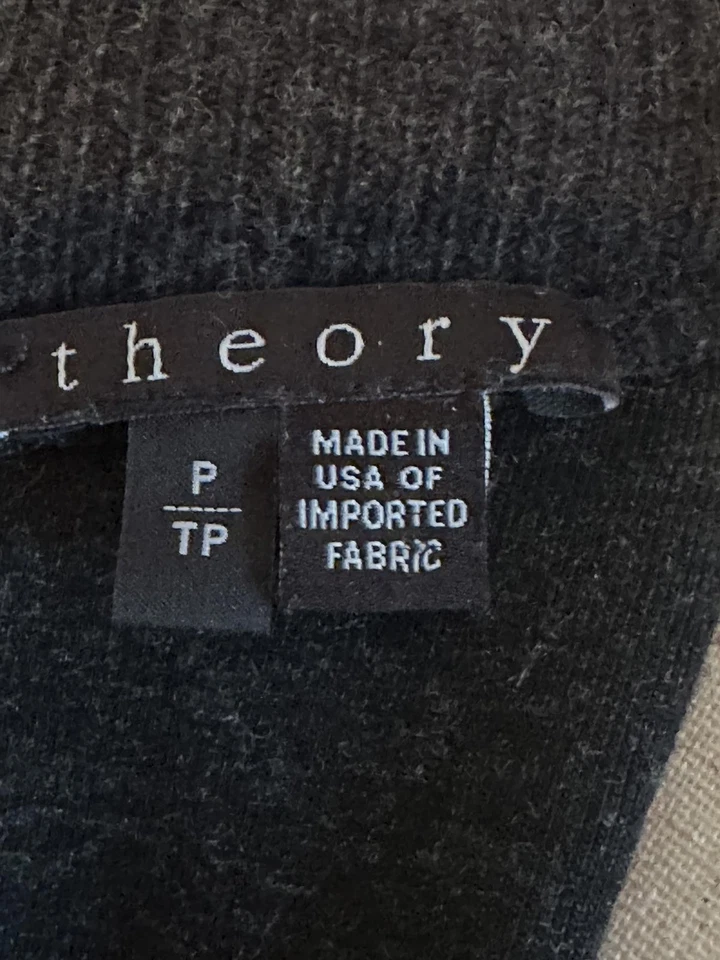 theory
P
TP
MADE IN
USA OF
IMPORTED
FABRIC